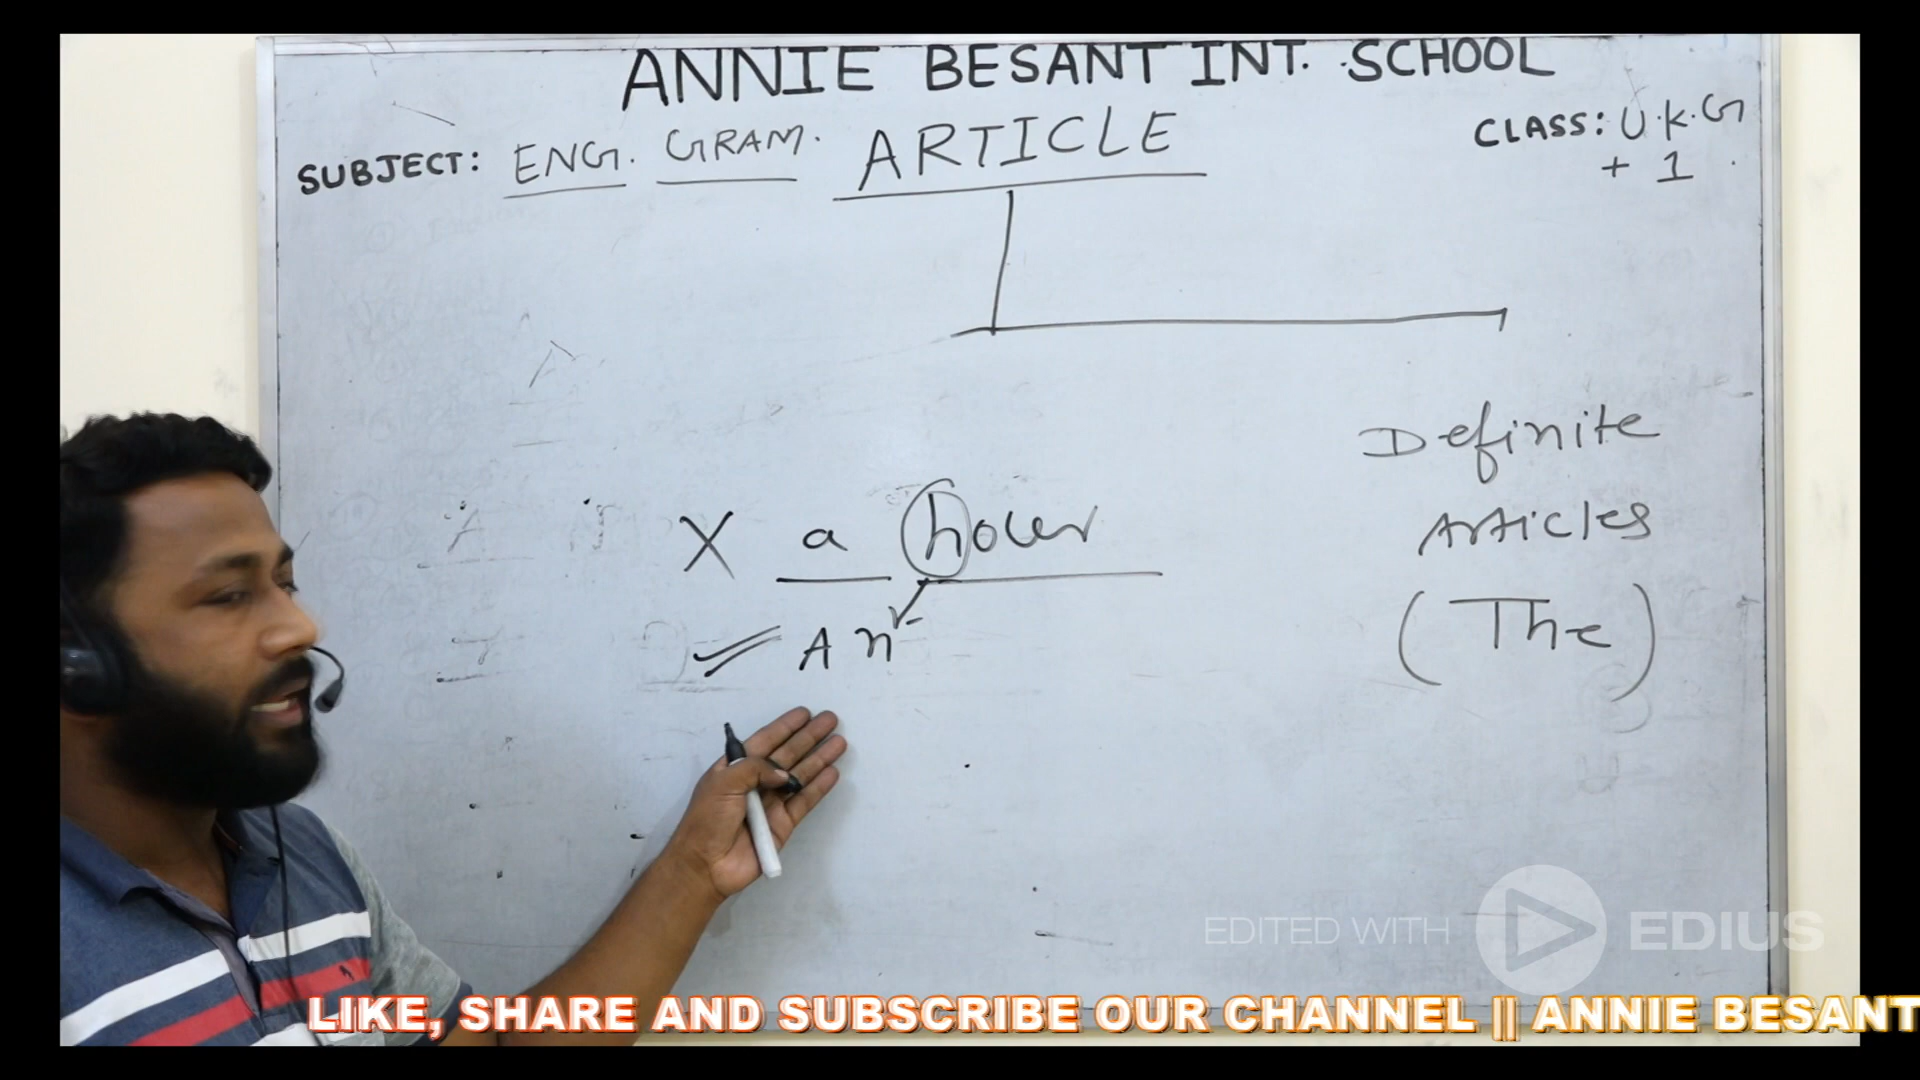 ANNIE BESANT INT. SCHOOL
SUBJECT: ENG. GRAM. ARTICLE
CLASS: U.K.G
+ 1
Definite
Articles
(The)
X a hour
An
EDITED WITH EDIUS
LIKE, SHARE AND SUBSCRIBE OUR CHANNEL || ANNIE BESANT